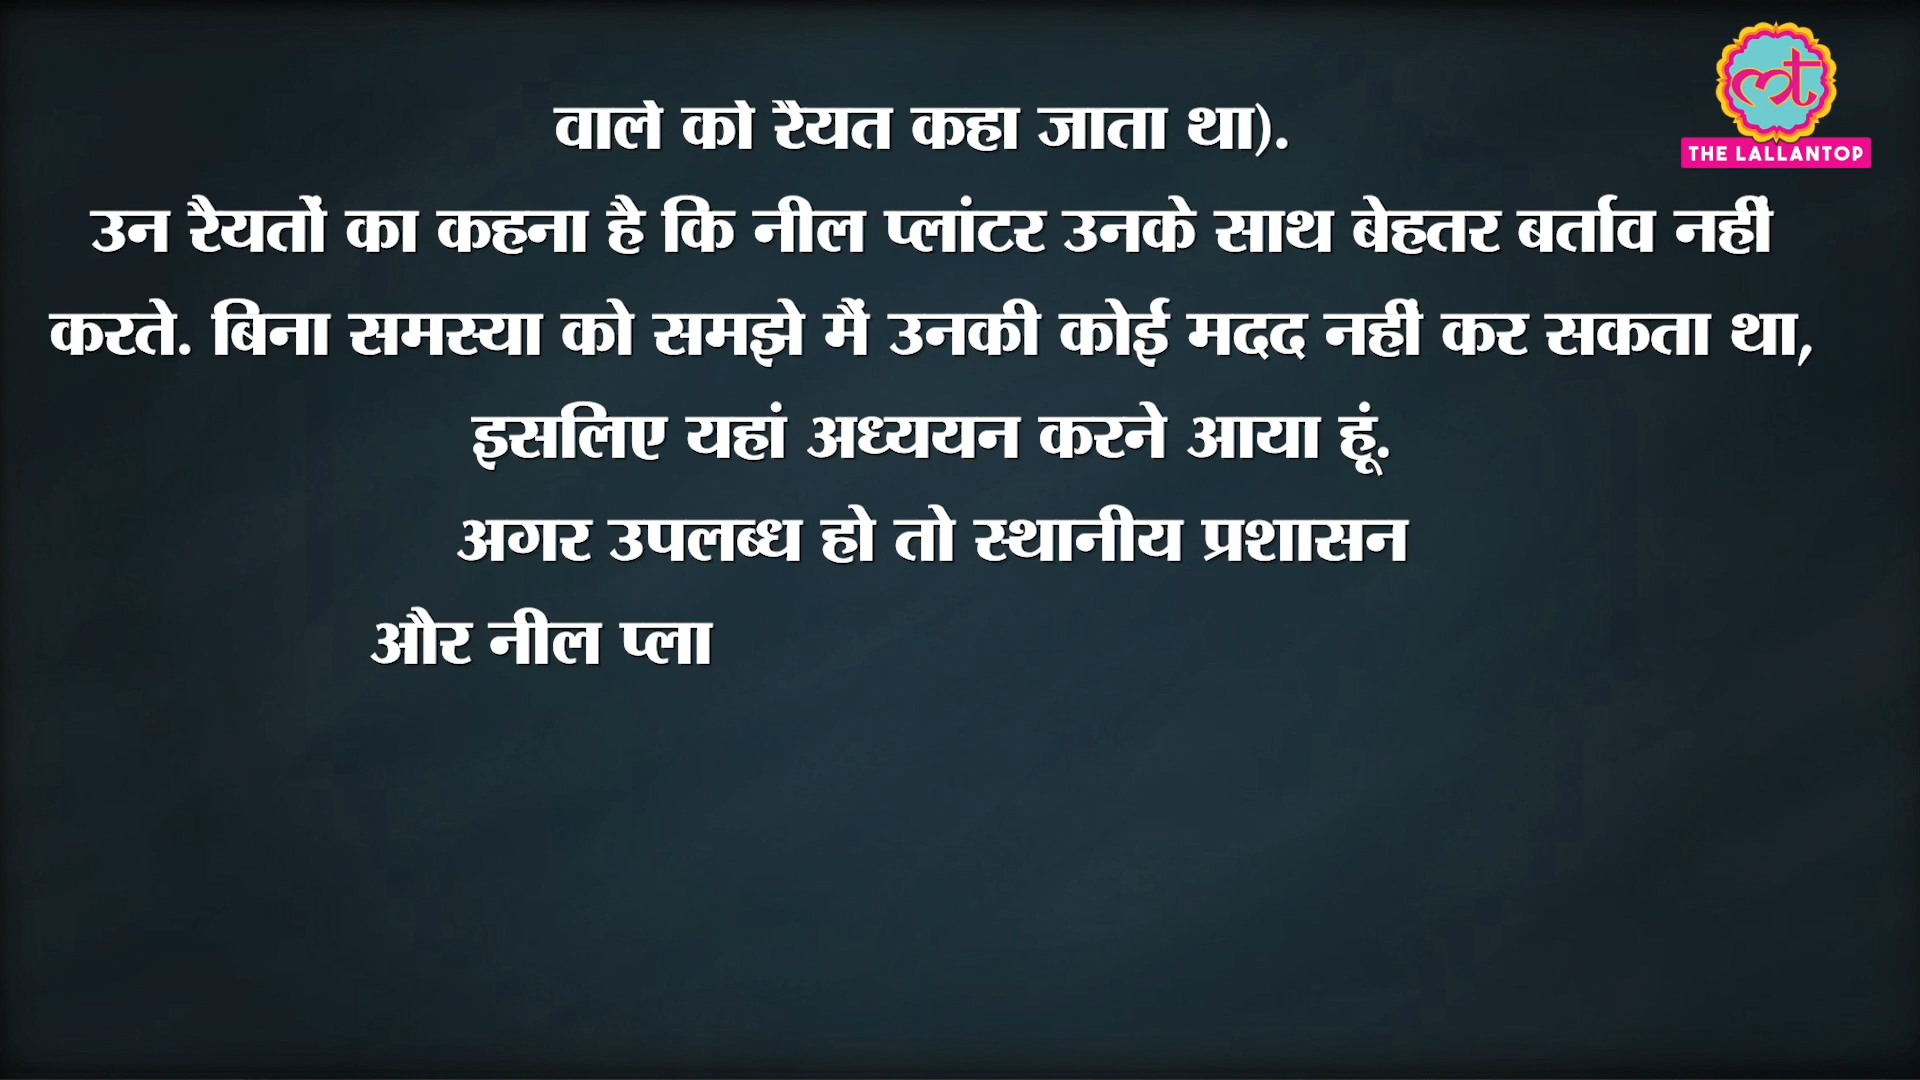 वाले को रैयत कहा जाता था).
उन रैयतों का कहना है कि नील प्लांटर उनके साथ बेहतर बर्ताव नहीं
करते. बिना समस्या को समझे मैं उनकी कोई मदद नहीं कर सकता था,
इसलिए यहां अध्ययन करने आया हूं.
अगर उपलब्ध हो तो स्थानीय प्रशासन
और नील प्ला
THE LALLANTOP